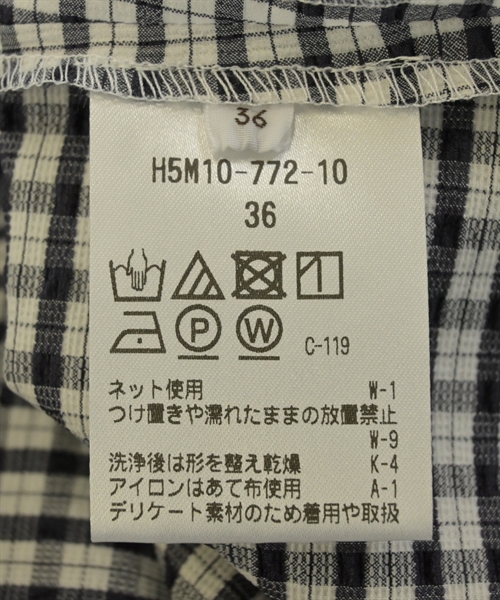 36
H5M10-772-10
36
P W C-119
ネット使用 W-1
つけ置きや濡れたままの放置禁止
W-9
洗浄後は形を整え乾燥 K-4
アイロンはあて布使用 A-1
デリケート素材のため着用や取扱